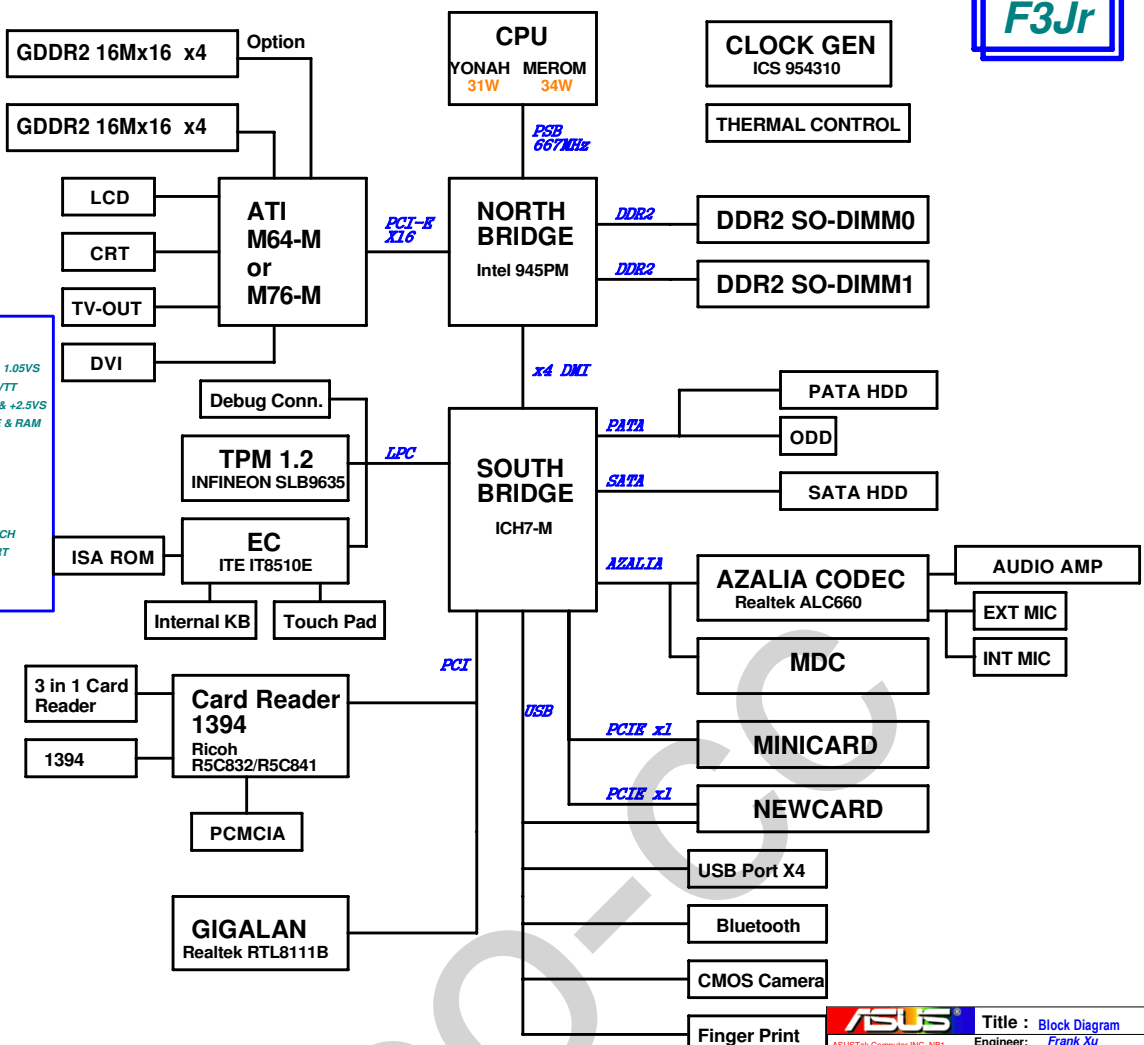 F3Jr
GDDR2 16Mx16 x4
Option
CPU
YONAH MEROM
31W 34W
CLOCK GEN
ICS 954310
GDDR2 16Mx16 x4
THERMAL CONTROL
PSB
667MHz
LCD
CRT
TV-OUT
DVI
ATI
M64-M
or
M76-M
PCI-E
X16
NORTH
BRIDGE
Intel 945PM
DDR2
DDR2 SO-DIMM0
DDR2
DDR2 SO-DIMM1
1.05VS
& +2.5VS
& RAM
x4 DMI
Debug Conn.
TPM 1.2
INFINEON SLB9635
LPC
EC
ITE IT8510E
ISA ROM
Internal KB
Touch Pad
SOUTH
BRIDGE
ICH7-M
PATA
PATA HDD
ODD
SATA
SATA HDD
AZALIA
AZALIA CODEC
Realtek ALC660
AUDIO AMP
EXT MIC
INT MIC
MDC
PCI
USB
3 in 1 Card
Reader
1394
Card Reader
1394
Ricoh
R5C832/R5C841
PCMCIA
PCIE x1
MINICARD
PCIE x1
NEWCARD
GIGALAN
Realtek RTL8111B
USB Port X4
Bluetooth
CMOS Camera
Finger Print
ASUS®
Title : Block Diagram
ASUSTek Computer INC. NB1
Engineer: Frank Xu